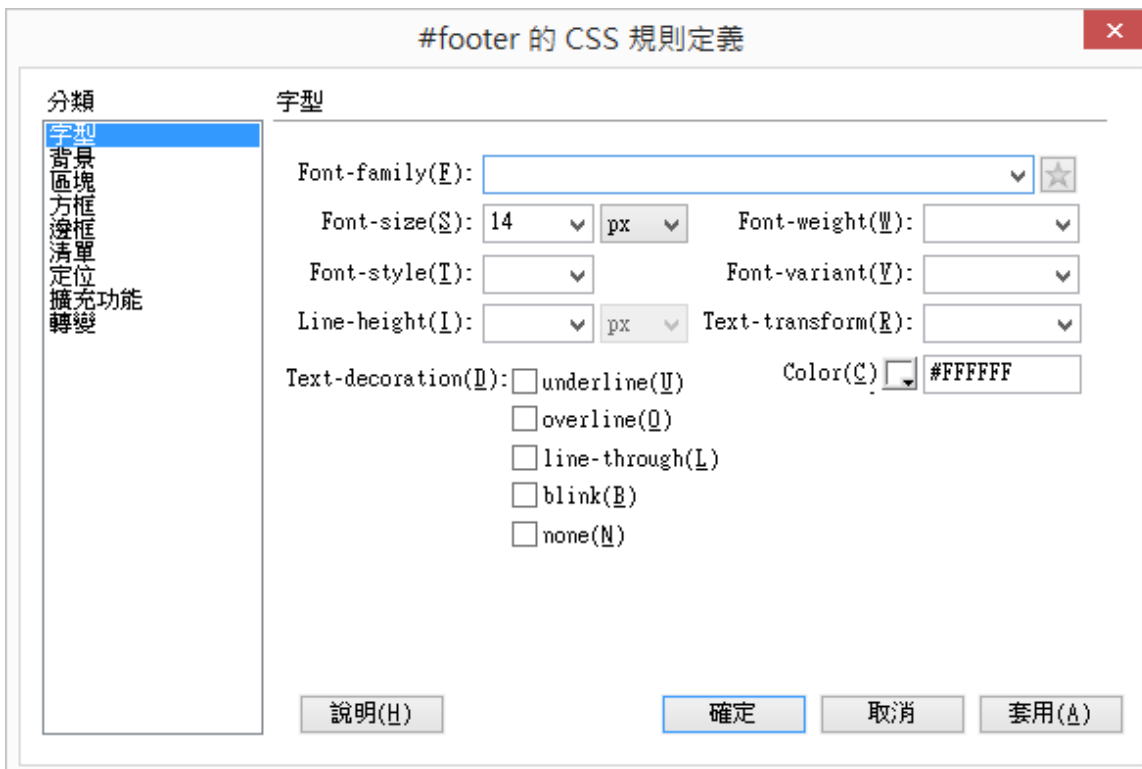 #footer 的 CSS 規則定義
分類
字型
背景
區塊
方框
邊框
清單
定位
擴充功能
轉變
字型
Font-family(F):
Font-size(S): 14 px Font-weight(W):
Font-style(T): Font-variant(V):
Line-height(I): px Text-transform(R):
Text-decoration(D): underline(U) Color(C) #FFFFFF
overline(O)
line-through(L)
blink(B)
none(N)
說明(H) 確定 取消 套用(A)